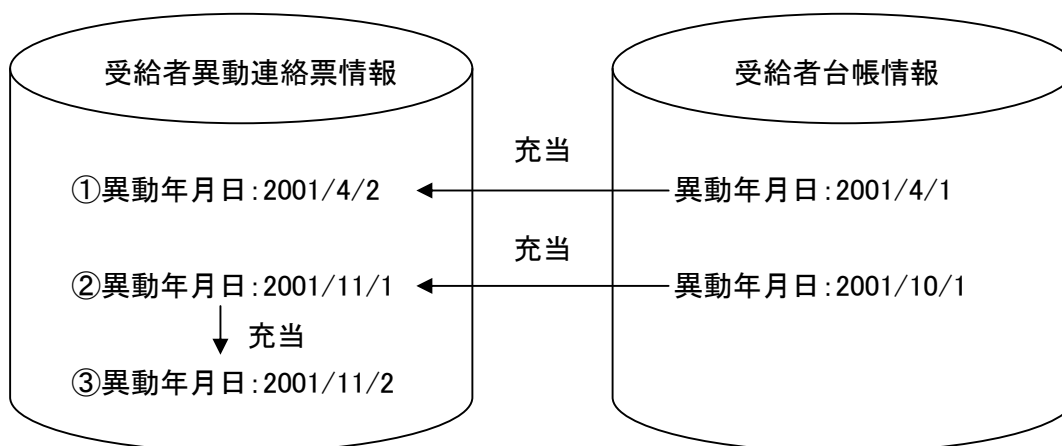 受給者異動連絡票情報
受給者台帳情報
充当
①異動年月日:2001/4/2
異動年月日:2001/4/1
充当
②異動年月日:2001/11/1
異動年月日:2001/10/1
充当
③異動年月日:2001/11/2